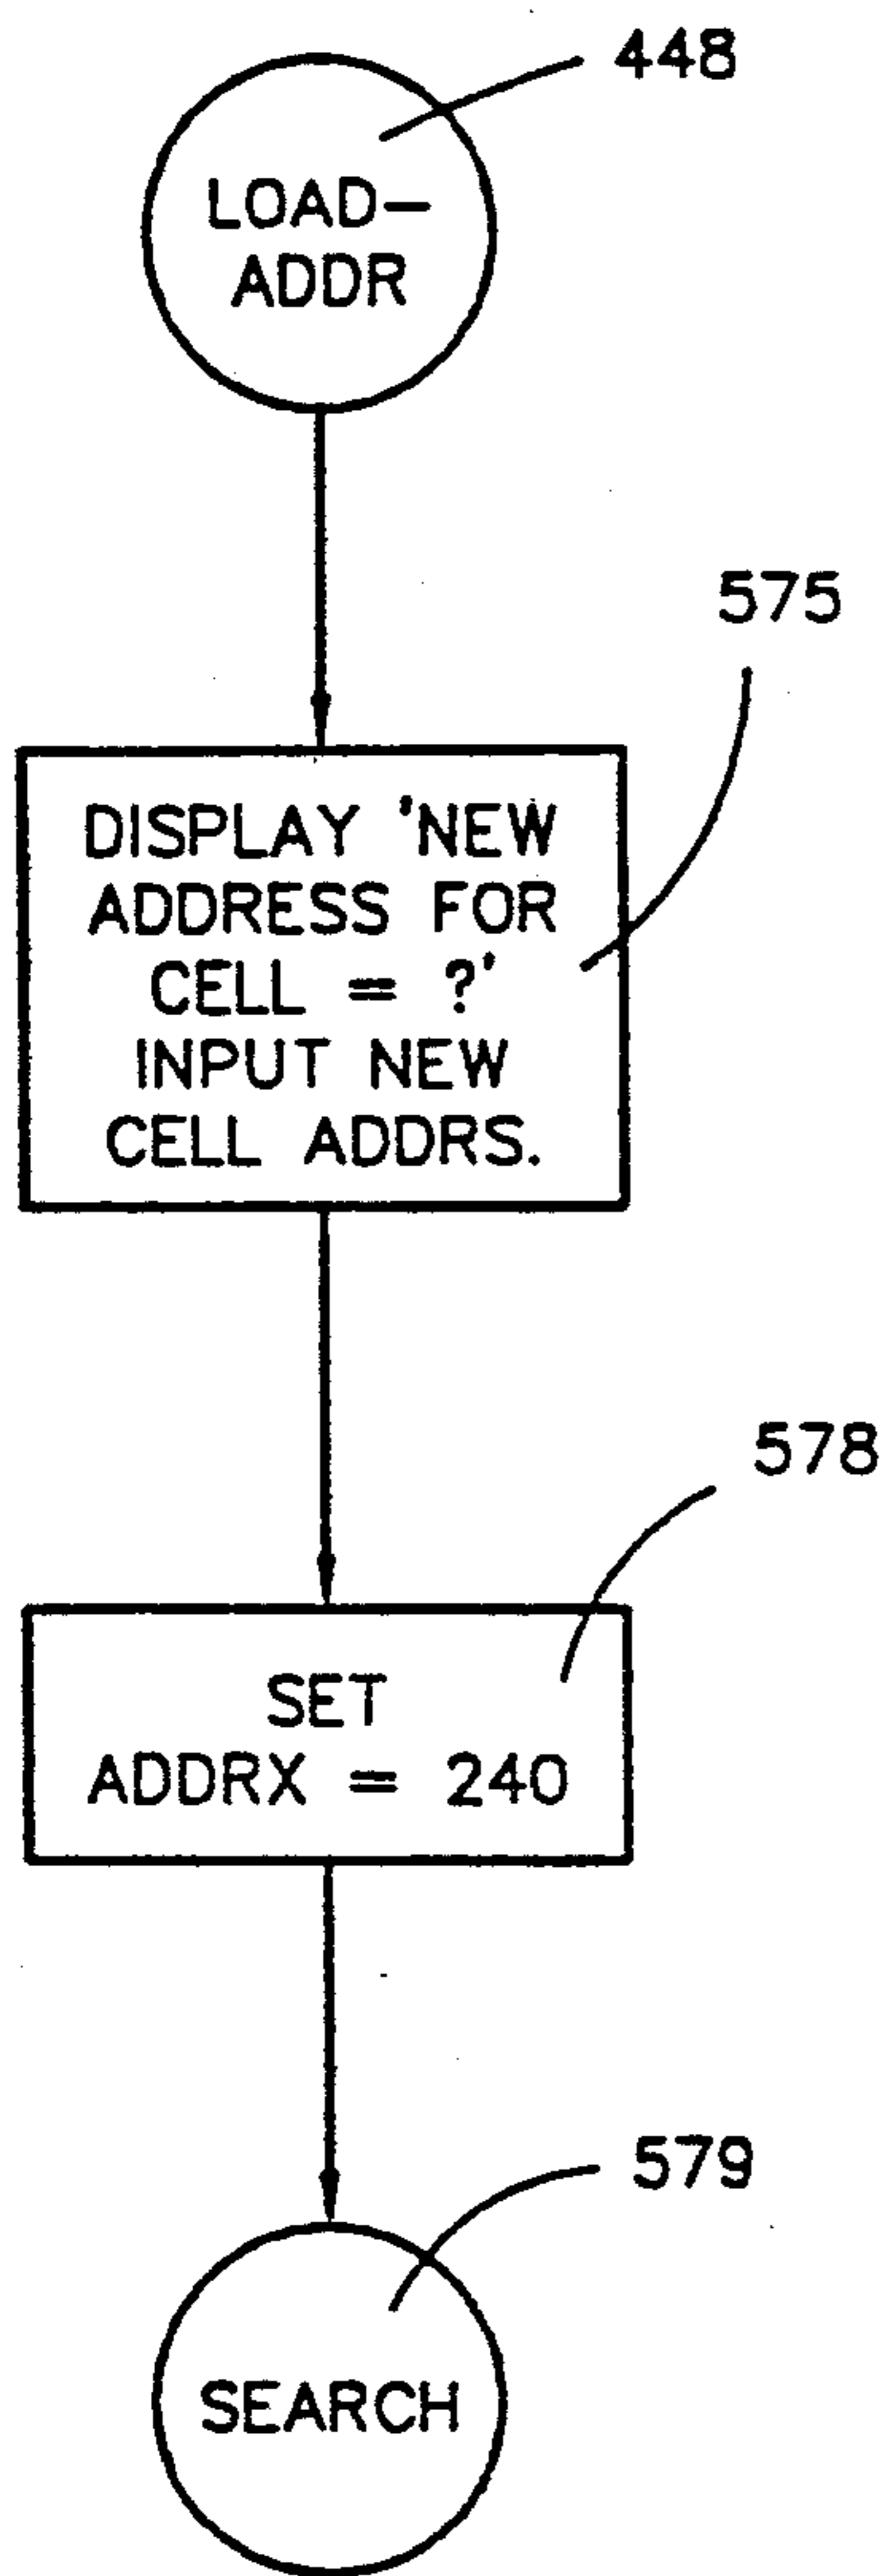 448
LOAD-
ADDR
575
DISPLAY 'NEW
ADDRESS FOR
CELL = ?'
INPUT NEW
CELL ADDRS.
578
SET
ADDRX = 240
579
SEARCH